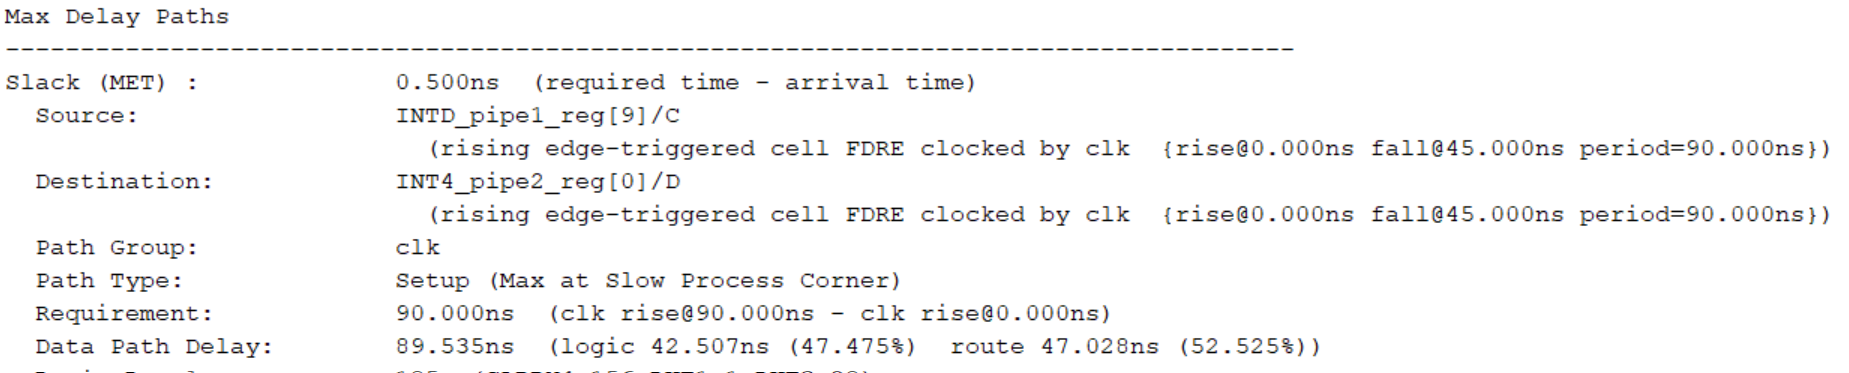 Max Delay Paths
--------------------------------------------------------------------------------------
Slack (MET) :             0.500ns  (required time - arrival time)
  Source:                 INTD_pipe1_reg[9]/C
                            (rising edge-triggered cell FDRE clocked by clk  {rise@0.000ns fall@45.000ns period=90.000ns})
  Destination:            INT4_pipe2_reg[0]/D
                            (rising edge-triggered cell FDRE clocked by clk  {rise@0.000ns fall@45.000ns period=90.000ns})
  Path Group:             clk
  Path Type:              Setup (Max at Slow Process Corner)
  Requirement:            90.000ns  (clk rise@90.000ns - clk rise@0.000ns)
  Data Path Delay:        89.535ns  (logic 42.507ns (47.475%)  route 47.028ns (52.525%))